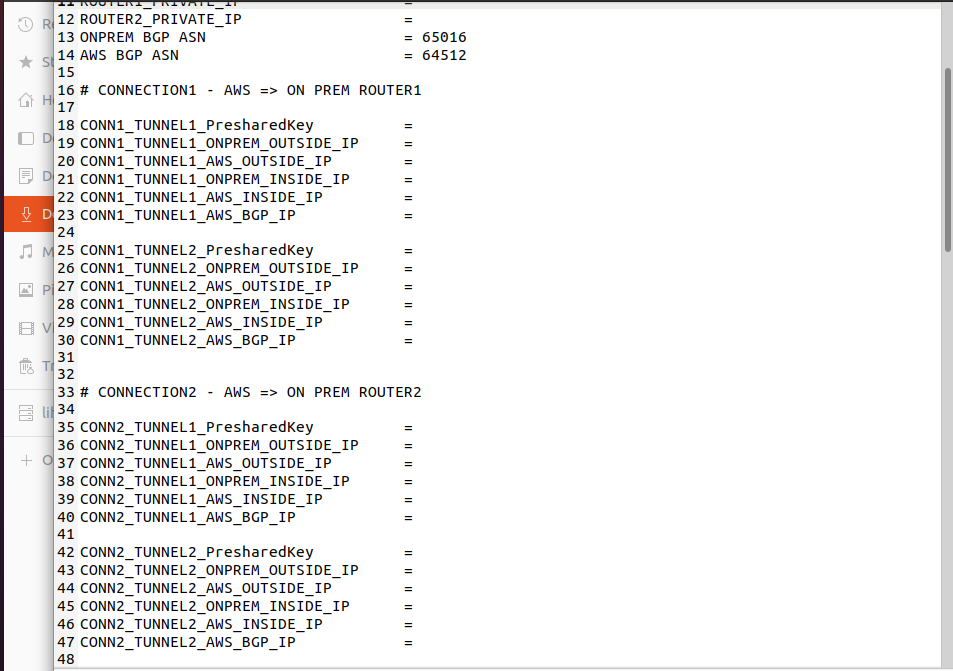 11 ROUTER1_PRIVATE_IP =
12 ROUTER2_PRIVATE_IP =
13 ONPREM BGP ASN = 65016
14 AWS BGP ASN = 64512
15
16 # CONNECTION1 - AWS => ON PREM ROUTER1
17
18 CONN1_TUNNEL1_PresharedKey =
19 CONN1_TUNNEL1_ONPREM_OUTSIDE_IP =
20 CONN1_TUNNEL1_AWS_OUTSIDE_IP =
21 CONN1_TUNNEL1_ONPREM_INSIDE_IP =
22 CONN1_TUNNEL1_AWS_INSIDE_IP =
23 CONN1_TUNNEL1_AWS_BGP_IP =
24
25 CONN1_TUNNEL2_PresharedKey =
26 CONN1_TUNNEL2_ONPREM_OUTSIDE_IP =
27 CONN1_TUNNEL2_AWS_OUTSIDE_IP =
28 CONN1_TUNNEL2_ONPREM_INSIDE_IP =
29 CONN1_TUNNEL2_AWS_INSIDE_IP =
30 CONN1_TUNNEL2_AWS_BGP_IP =
31
32
33 # CONNECTION2 - AWS => ON PREM ROUTER2
34
35 CONN2_TUNNEL1_PresharedKey =
36 CONN2_TUNNEL1_ONPREM_OUTSIDE_IP =
37 CONN2_TUNNEL1_AWS_OUTSIDE_IP =
38 CONN2_TUNNEL1_ONPREM_INSIDE_IP =
39 CONN2_TUNNEL1_AWS_INSIDE_IP =
40 CONN2_TUNNEL1_AWS_BGP_IP =
41
42 CONN2_TUNNEL2_PresharedKey =
43 CONN2_TUNNEL2_ONPREM_OUTSIDE_IP =
44 CONN2_TUNNEL2_AWS_OUTSIDE_IP =
45 CONN2_TUNNEL2_ONPREM_INSIDE_IP =
46 CONN2_TUNNEL2_AWS_INSIDE_IP =
47 CONN2_TUNNEL2_AWS_BGP_IP =
48